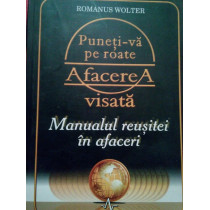 ROMANUS WOLTER
Puneți-vă
pe roate
AfacereA
visată
Manualul reușitei
în afaceri